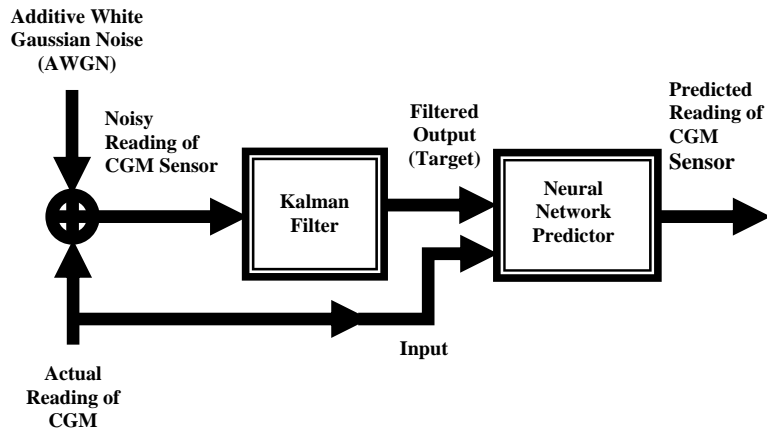 Additive White
Gaussian Noise
(AWGN)
Noisy
Reading of
CGM Sensor
Kalman
Filter
Filtered
Output
(Target)
Neural
Network
Predictor
Predicted
Reading of
CGM
Sensor
Input
Actual
Reading of
CGM